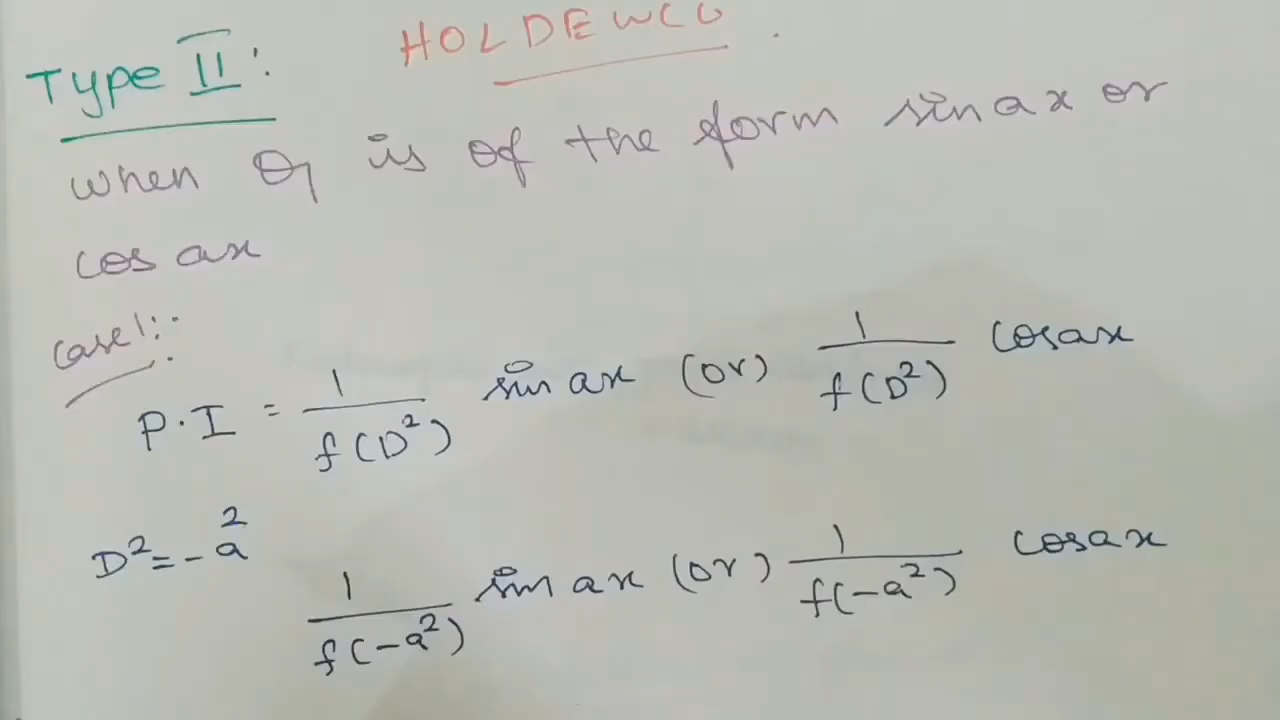 HOLDEWCU
Type II:
when Q is of the form sin ax or
cos ax
case 1:
P.I = 1/f(D²) sin ax (or) 1/f(D²) cos ax
D² = -a²
1/f(-a²) sin ax (or) 1/f(-a²) cos ax